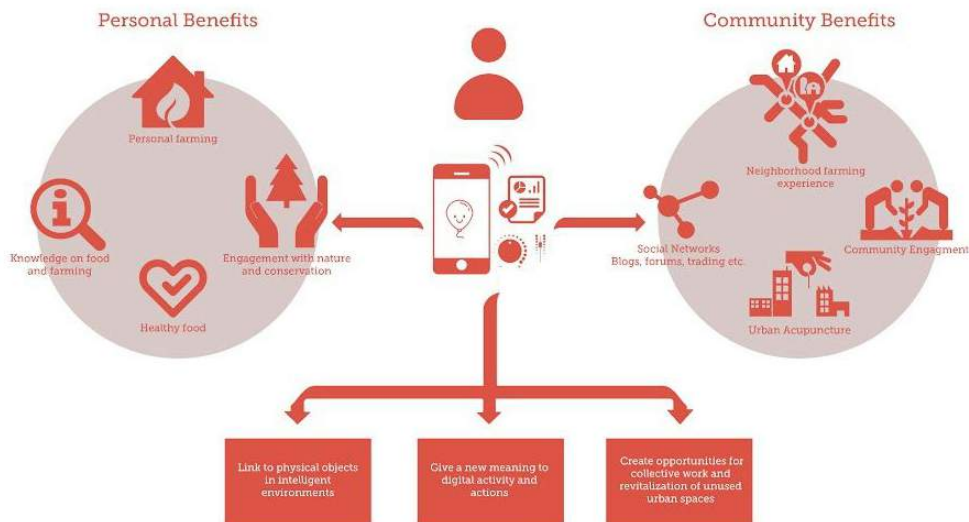 Personal Benefits
Community Benefits
Personal farming
Knowledge on food
and farming
Engagement with nature
and conservation
Healthy food
Neighborhood farming
experience
Social Networks
Blogs, forums, trading etc.
Community Engagment
Urban Acupuncture
Link to physical objects
in intelligent
environments
Give a new meaning to
digital activity and
actions
Create opportunities for
collective work and
revitalization of unused
urban spaces